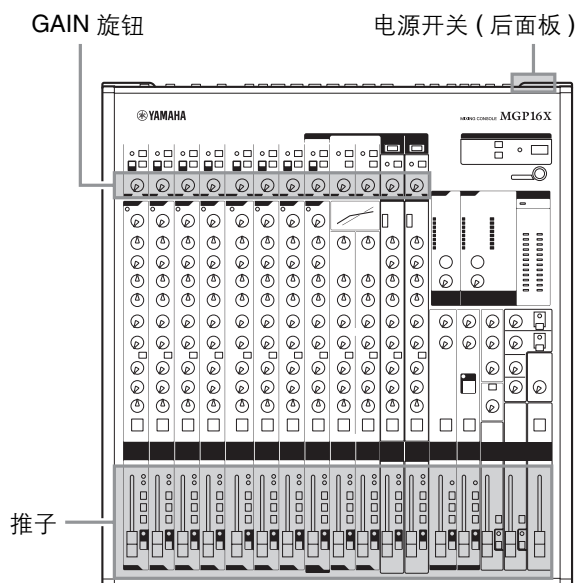 GAIN 旋钮
电源开关 ( 后面板 )
YAMAHA
MIXING CONSOLE MGP16X
推子